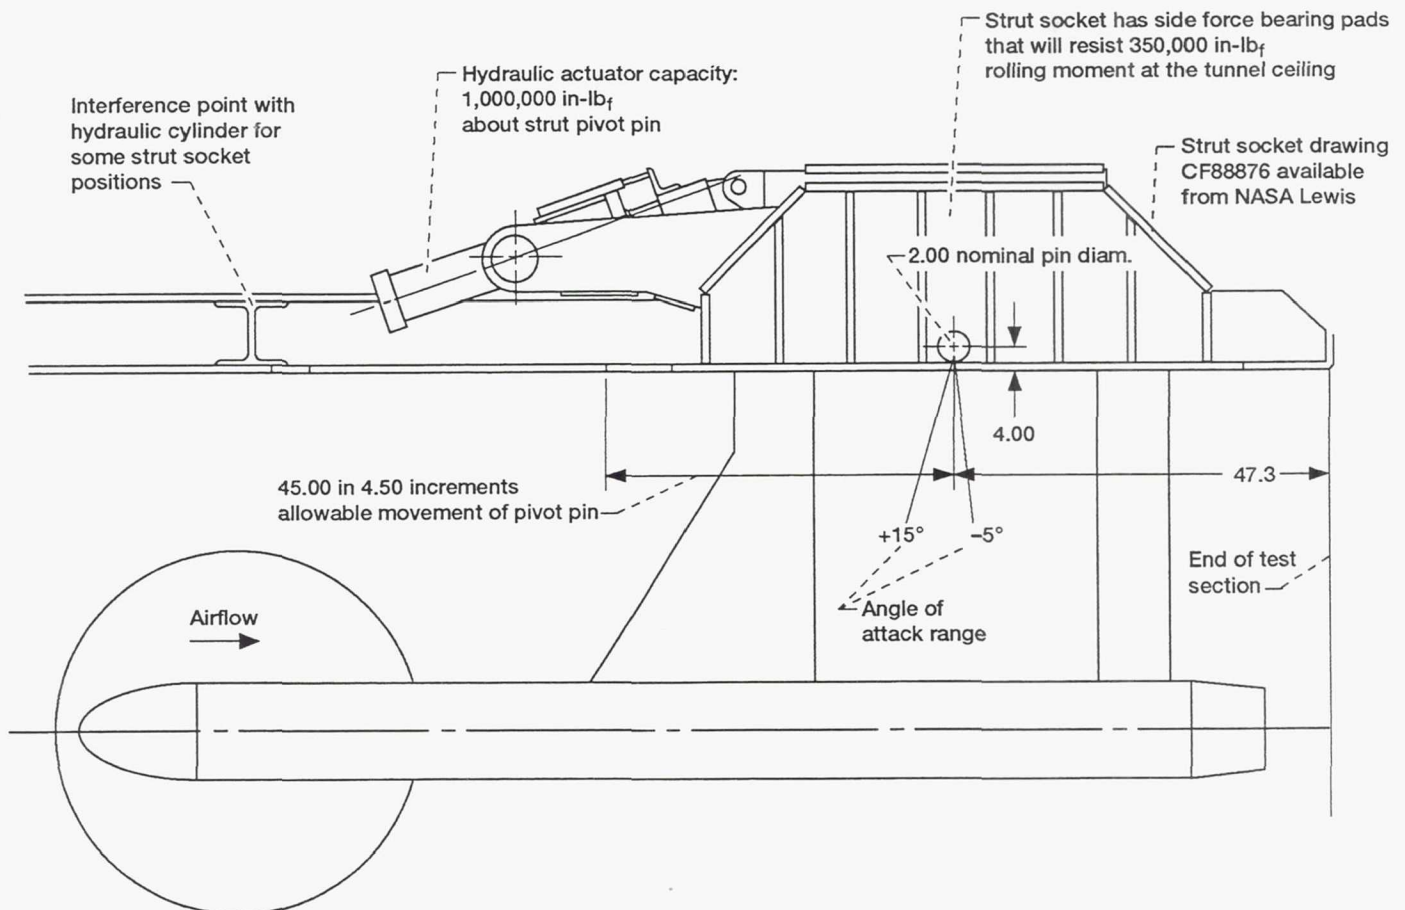 Strut socket has side force bearing pads
that will resist 350,000 in-lbf
rolling moment at the tunnel ceiling
Hydraulic actuator capacity:
1,000,000 in-lbf
about strut pivot pin
Interference point with
hydraulic cylinder for
some strut socket
positions
Strut socket drawing
CF88876 available
from NASA Lewis
2.00 nominal pin diam.
4.00
47.3
45.00 in 4.50 increments
allowable movement of pivot pin
+15°
–5°
End of test
section
Angle of
attack range
Airflow